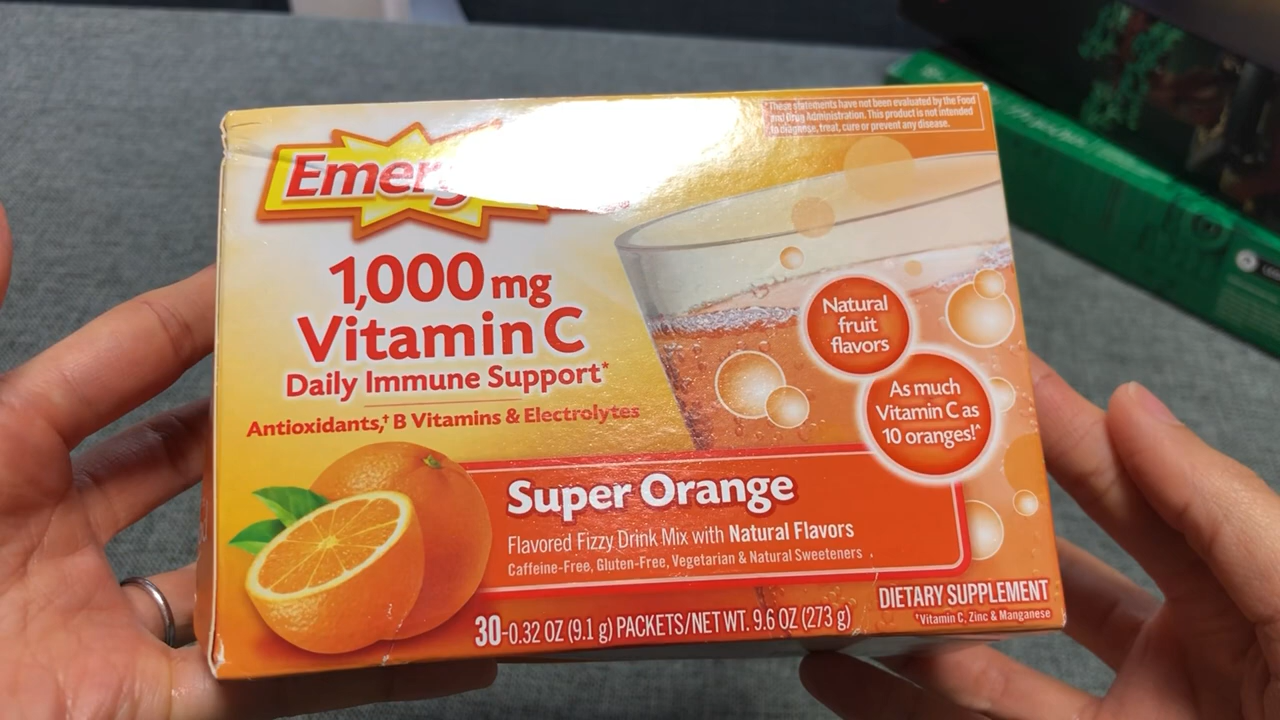 *These statements have not been evaluated by the Food
and Drug Administration. This product is not intended
to diagnose, treat, cure or prevent any disease.
Emerg
1,000 mg
Vitamin C
Daily Immune Support*
Antioxidants,† B Vitamins & Electrolytes
Natural
fruit
flavors
As much
Vitamin C as
10 oranges!^
Super Orange
Flavored Fizzy Drink Mix with Natural Flavors
Caffeine-Free, Gluten-Free, Vegetarian & Natural Sweeteners
30-0.32 OZ (9.1 g) PACKETS/NET WT. 9.6 OZ (273 g)
DIETARY SUPPLEMENT
†Vitamin C, Zinc & Manganese